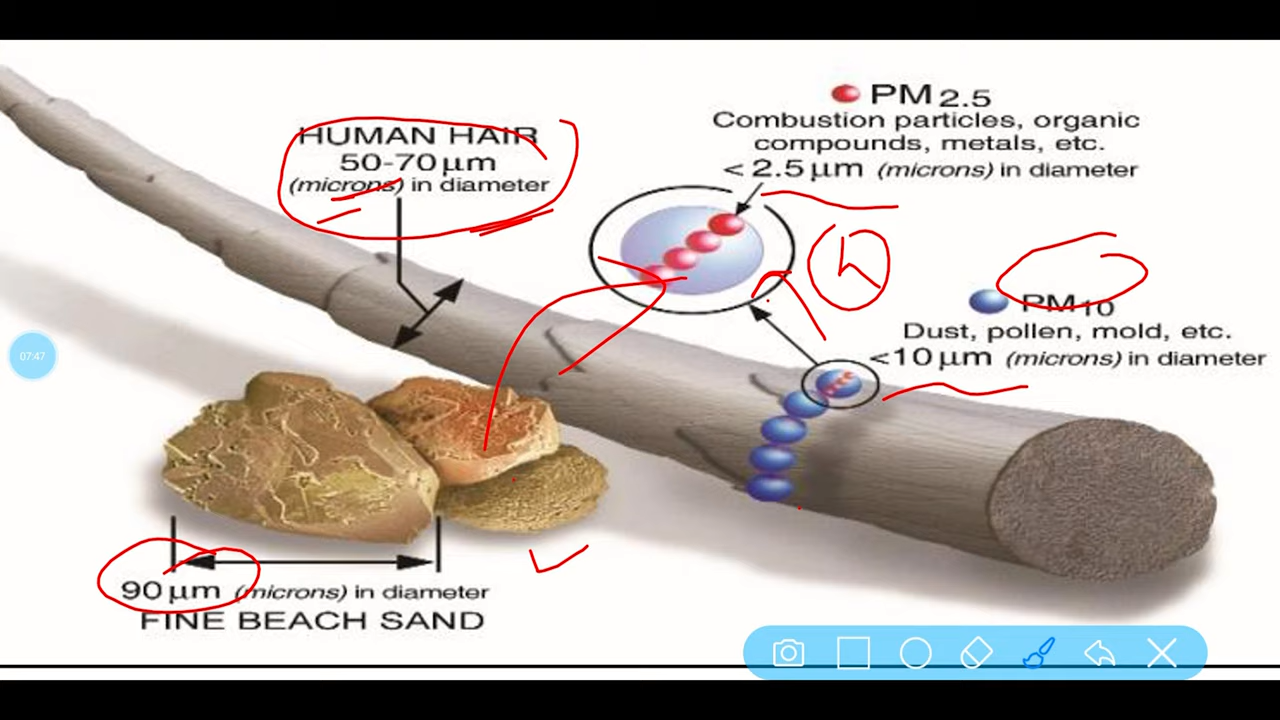 PM2.5
Combustion particles, organic
compounds, metals, etc.
< 2.5 µm (microns) in diameter
HUMAN HAIR
50-70 µm
(microns) in diameter
PM10
Dust, pollen, mold, etc.
<10 µm (microns) in diameter
07:47
90 µm (microns) in diameter
FINE BEACH SAND